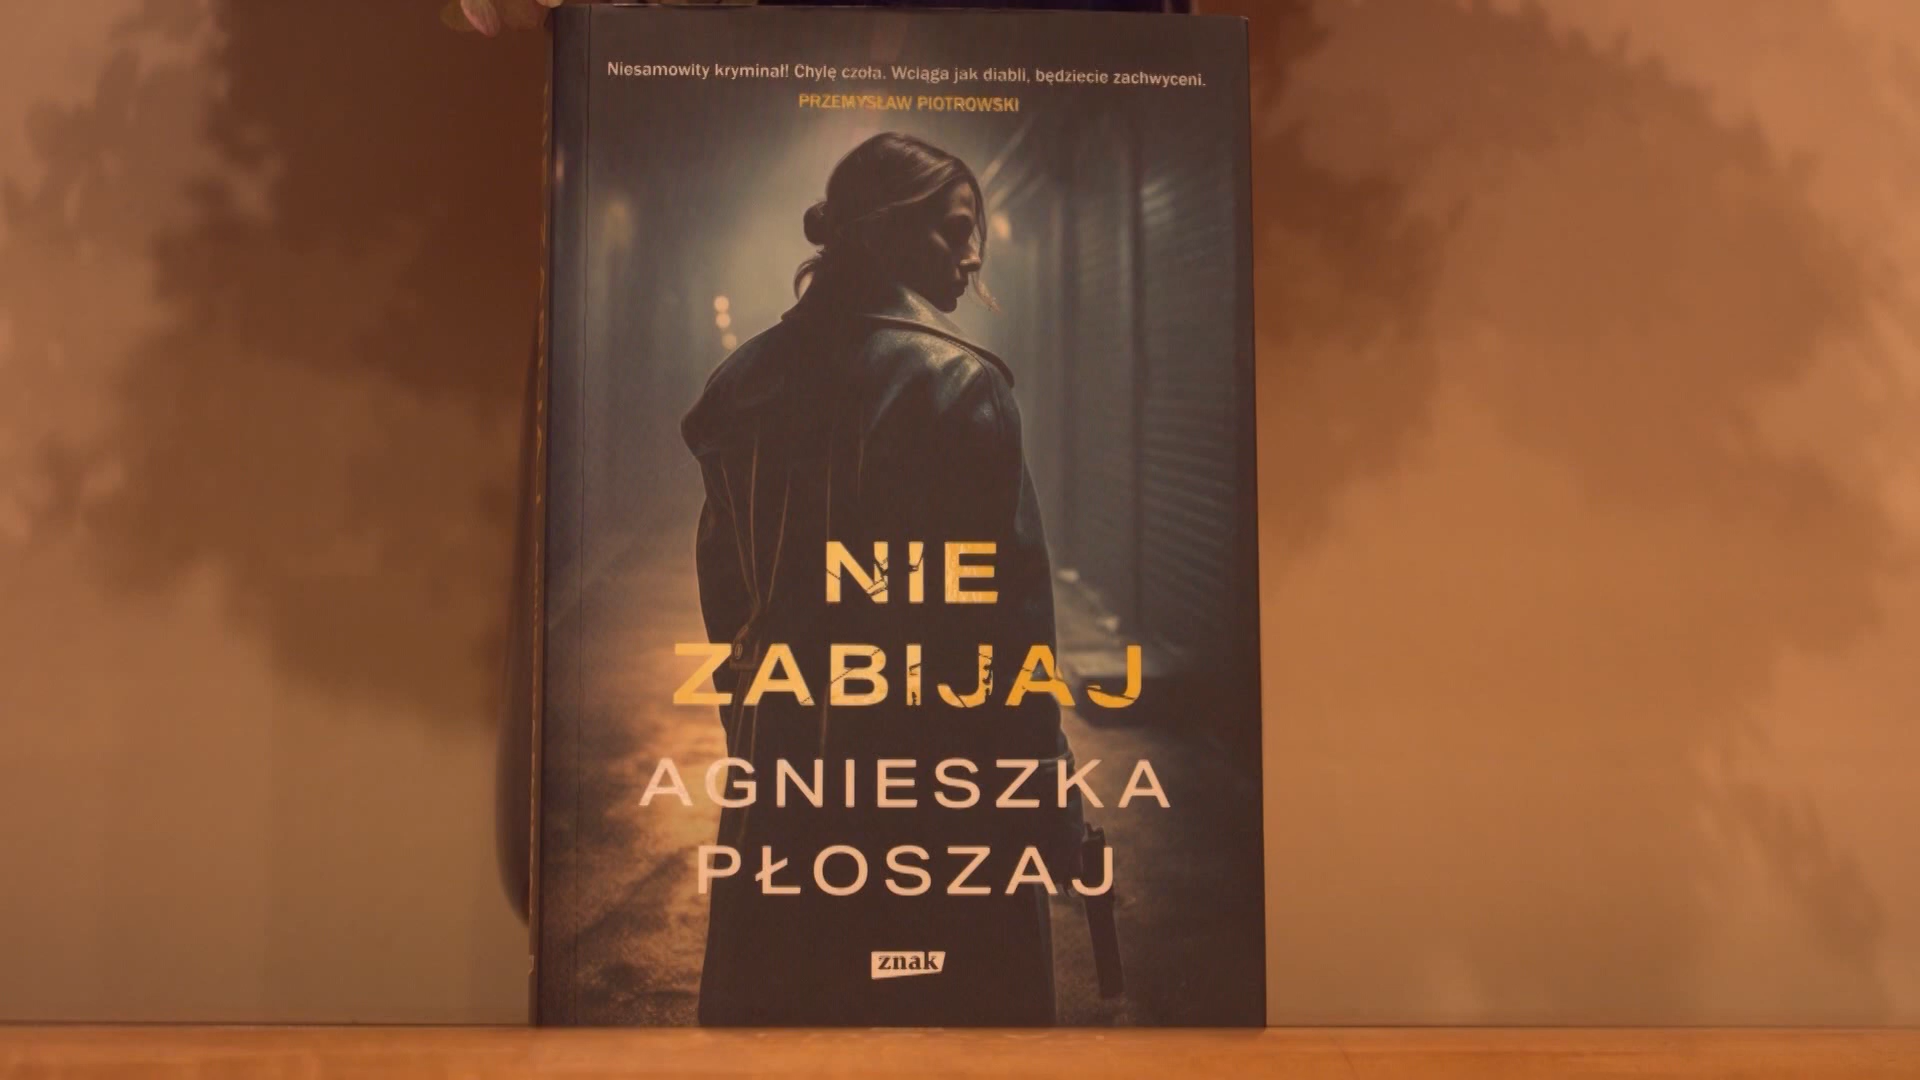 Niesamowity kryminał! Chylę czoła. Wciąga jak diabli, będziecie zachwyceni.
PRZEMYSŁAW PIOTROWSKI
NIE
ZABIJAJ
AGNIESZKA
PŁOSZAJ
znak